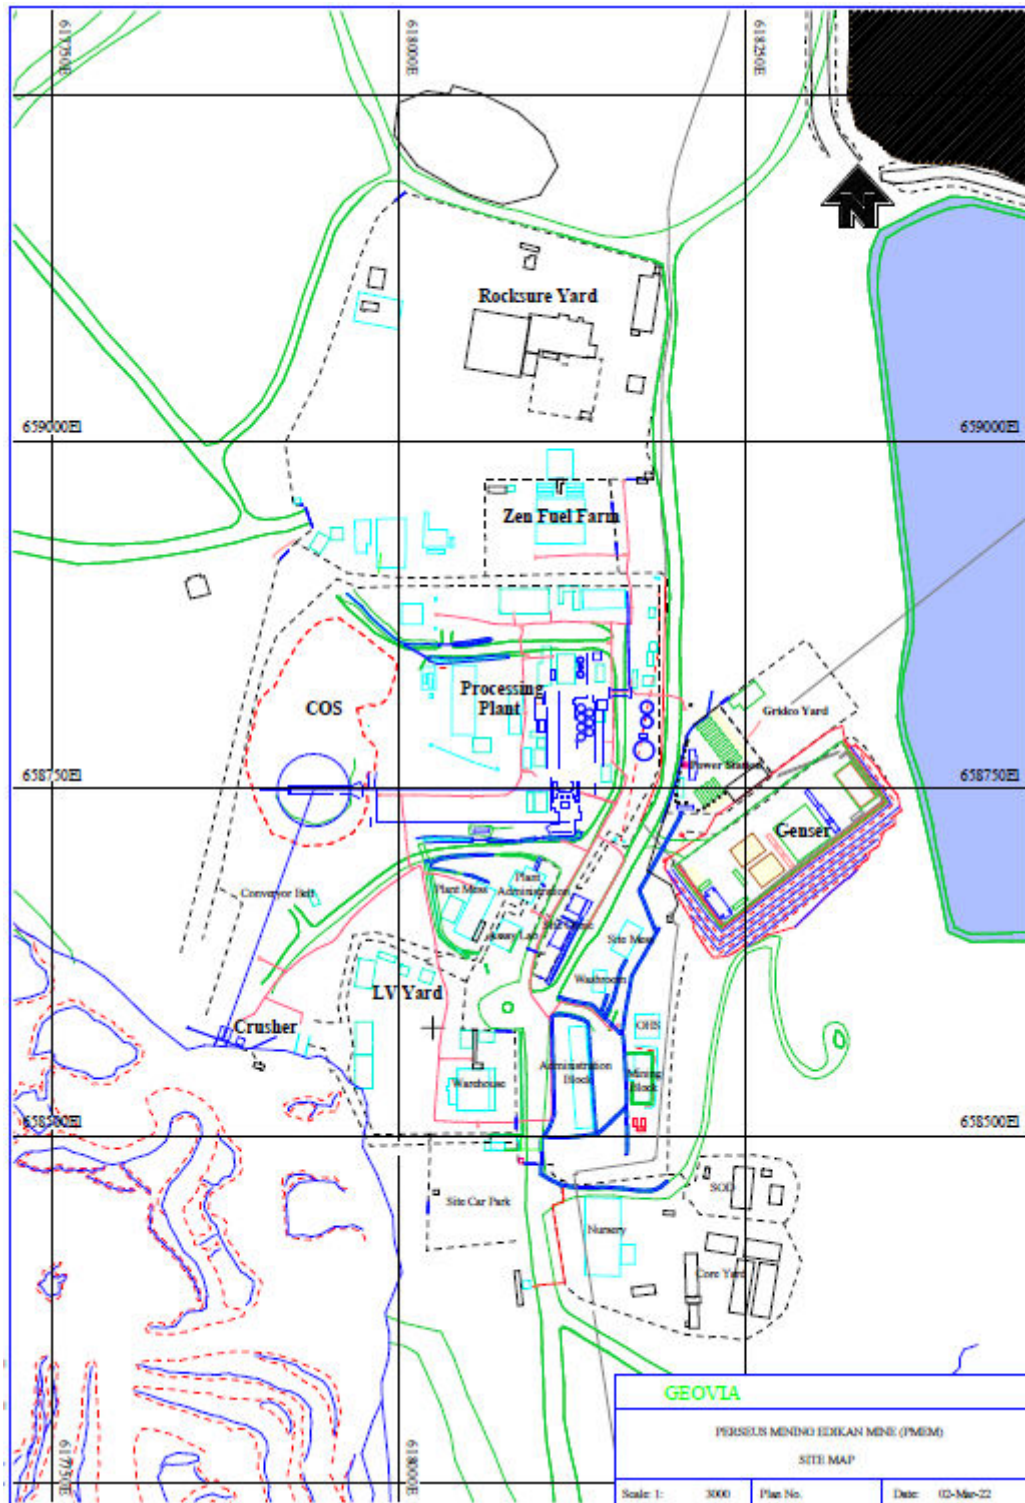 617750E
618000E
618250E
N
Rocksure Yard
659000El
659000El
Zen Fuel Farm
Processing
Plant
COS
Gridco Yard
658750El
658750El
Power Station
Genser
Conveyor Belt
Plant Mess
Plant
Administration
Assay Lab
Site Mess
Washroom
LV Yard
Crusher
OHS
Administration
Block
Mining
Block
Warehouse
658500El
658500El
Site Car Park
SOD
Nursery
Core Yard
617750E
618000E
GEOVIA
PERSEUS MINING EDIKAN MINE (PMEM)
SITE MAP
Scale: 1: 3000
Plan No.
Date: 02-Mar-22